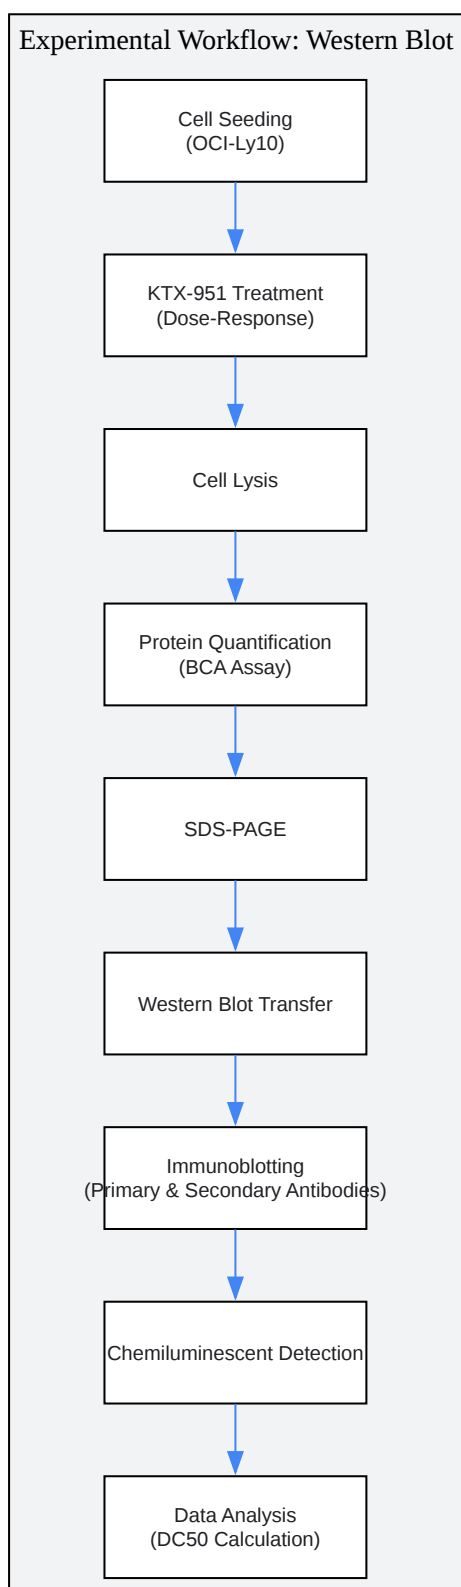 Experimental Workflow: Western Blot
Cell Seeding
(OCI-Ly10)
KTX-951 Treatment
(Dose-Response)
Cell Lysis
Protein Quantification
(BCA Assay)
SDS-PAGE
Western Blot Transfer
Immunoblotting
(Primary & Secondary Antibodies)
Chemiluminescent Detection
Data Analysis
(DC50 Calculation)